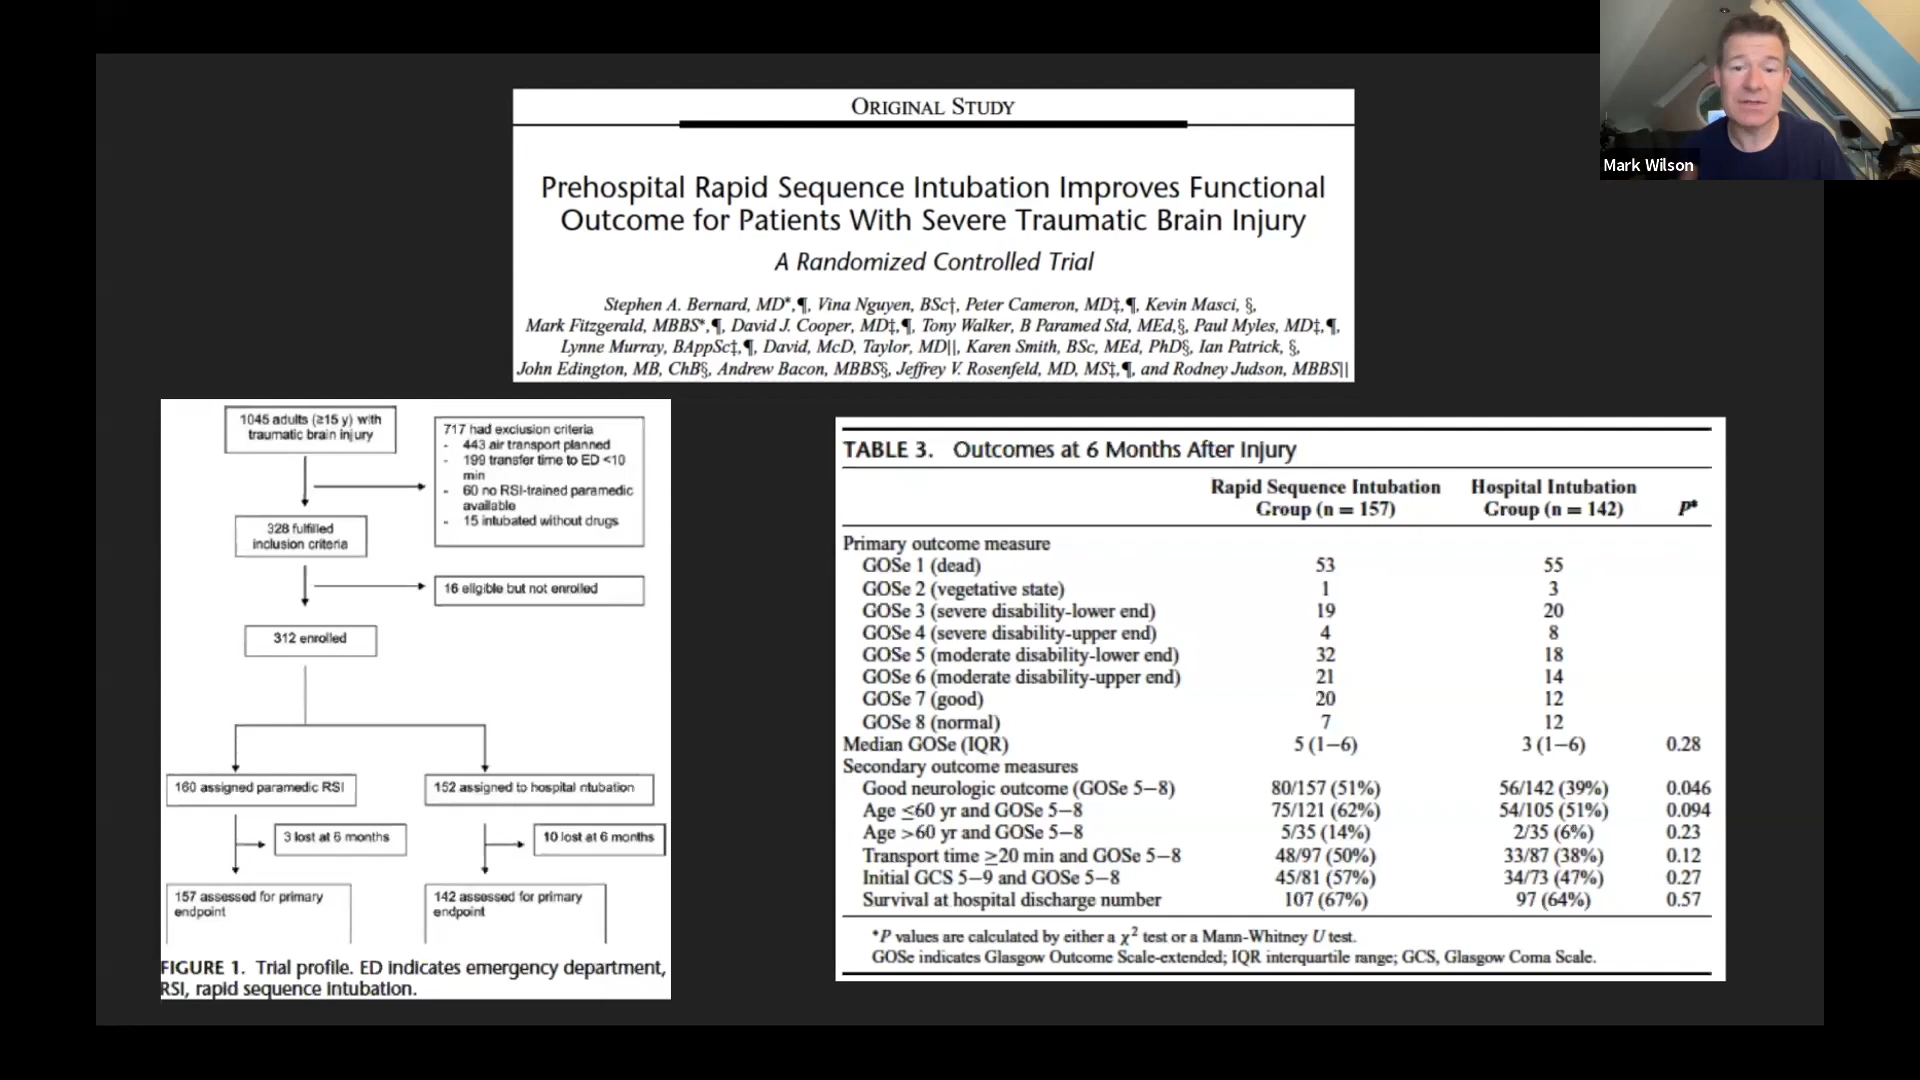 ORIGINAL STUDY
Prehospital Rapid Sequence Intubation Improves Functional
Outcome for Patients With Severe Traumatic Brain Injury
A Randomized Controlled Trial
Stephen A. Bernard, MD*,¶, Vina Nguyen, BSc†, Peter Cameron, MD‡,¶, Kevin Masci, §,
Mark Fitzgerald, MBBS*,¶, David J. Cooper, MD‡,¶, Tony Walker, B Paramed Std, MEd,§, Paul Myles, MD‡,¶,
Lynne Murray, BAppSc‡,¶, David, McD, Taylor, MD||, Karen Smith, BSc, MEd, PhD§, Ian Patrick, §,
John Edington, MB, ChB§, Andrew Bacon, MBBS§, Jeffrey V. Rosenfeld, MD, MS‡,¶, and Rodney Judson, MBBS||
Mark Wilson
1045 adults (≥15 y) with
traumatic brain injury
717 had exclusion criteria
- 443 air transport planned
- 199 transfer time to ED <10
min
- 60 no RSI-trained paramedic
available
- 15 intubated without drugs
328 fulfilled
inclusion criteria
16 eligible but not enrolled
312 enrolled
160 assigned paramedic RSI
152 assigned to hospital ntubation
3 lost at 6 months
10 lost at 6 months
157 assessed for primary
endpoint
142 assessed for primary
endpoint
FIGURE 1. Trial profile. ED indicates emergency department,
RSI, rapid sequence intubation.
TABLE 3. Outcomes at 6 Months After Injury
Rapid Sequence Intubation Hospital Intubation
Group (n = 157) Group (n = 142) P*
Primary outcome measure
GOSe 1 (dead) 53 55
GOSe 2 (vegetative state) 1 3
GOSe 3 (severe disability-lower end) 19 20
GOSe 4 (severe disability-upper end) 4 8
GOSe 5 (moderate disability-lower end) 32 18
GOSe 6 (moderate disability-upper end) 21 14
GOSe 7 (good) 20 12
GOSe 8 (normal) 7 12
Median GOSe (IQR) 5 (1–6) 3 (1–6) 0.28
Secondary outcome measures
Good neurologic outcome (GOSe 5–8) 80/157 (51%) 56/142 (39%) 0.046
Age ≤60 yr and GOSe 5–8 75/121 (62%) 54/105 (51%) 0.094
Age >60 yr and GOSe 5–8 5/35 (14%) 2/35 (6%) 0.23
Transport time ≥20 min and GOSe 5–8 48/97 (50%) 33/87 (38%) 0.12
Initial GCS 5–9 and GOSe 5–8 45/81 (57%) 34/73 (47%) 0.27
Survival at hospital discharge number 107 (67%) 97 (64%) 0.57
*P values are calculated by either a χ² test or a Mann-Whitney U test.
GOSe indicates Glasgow Outcome Scale-extended; IQR interquartile range; GCS, Glasgow Coma Scale.